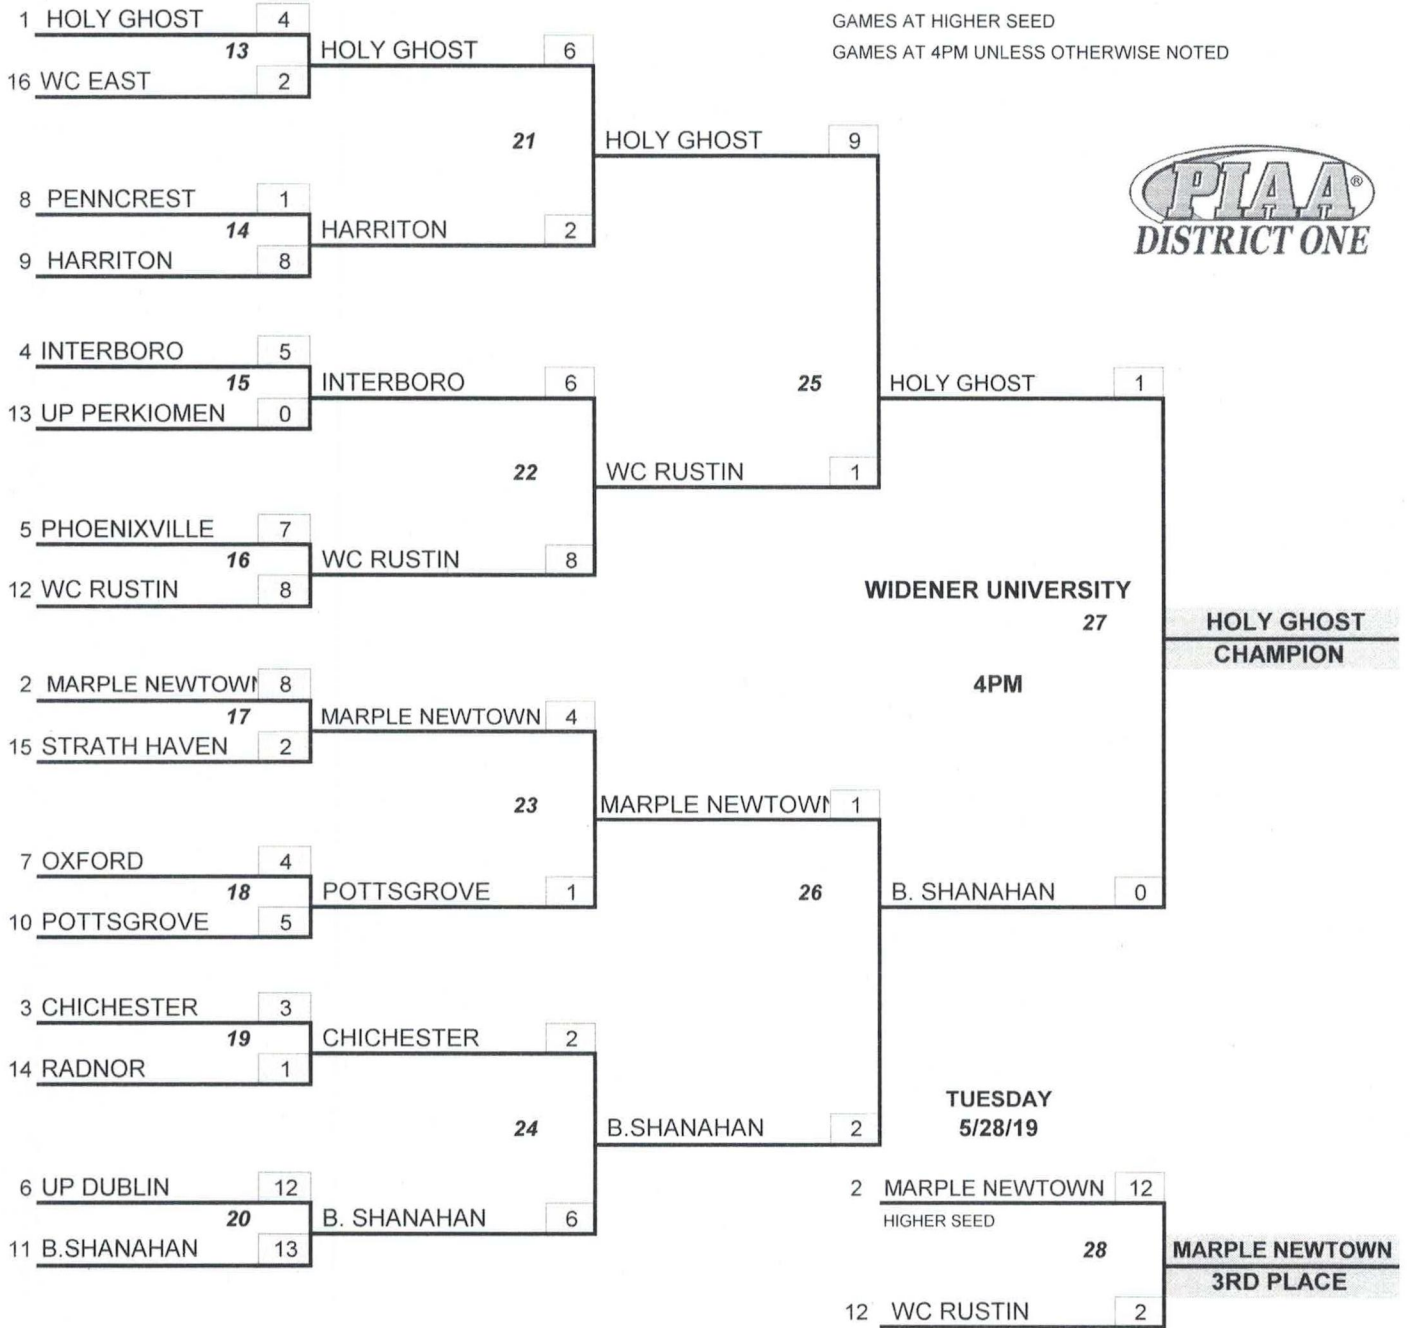 1 HOLY GHOST 4
13
16 WC EAST 2
HOLY GHOST 6
21
8 PENNCREST 1
14
9 HARRITON 8
HARRITON 2
HOLY GHOST 9
4 INTERBORO 5
15
13 UP PERKIOMEN 0
INTERBORO 6
22
5 PHOENIXVILLE 7
16
12 WC RUSTIN 8
WC RUSTIN 8
WC RUSTIN 1
25
HOLY GHOST 1
2 MARPLE NEWTOWN 8
17
15 STRATH HAVEN 2
MARPLE NEWTOWN 4
23
7 OXFORD 4
18
10 POTTSGROVE 5
POTTSGROVE 1
MARPLE NEWTOWN 1
3 CHICHESTER 3
19
14 RADNOR 1
CHICHESTER 2
24
6 UP DUBLIN 12
20
11 B.SHANAHAN 13
B. SHANAHAN 6
B.SHANAHAN 2
26
B. SHANAHAN 0
GAMES AT HIGHER SEED
GAMES AT 4PM UNLESS OTHERWISE NOTED
PIAA®
DISTRICT ONE
WIDENER UNIVERSITY
27
4PM
HOLY GHOST
CHAMPION
TUESDAY
5/28/19
2 MARPLE NEWTOWN 12
HIGHER SEED
28
12 WC RUSTIN 2
MARPLE NEWTOWN
3RD PLACE